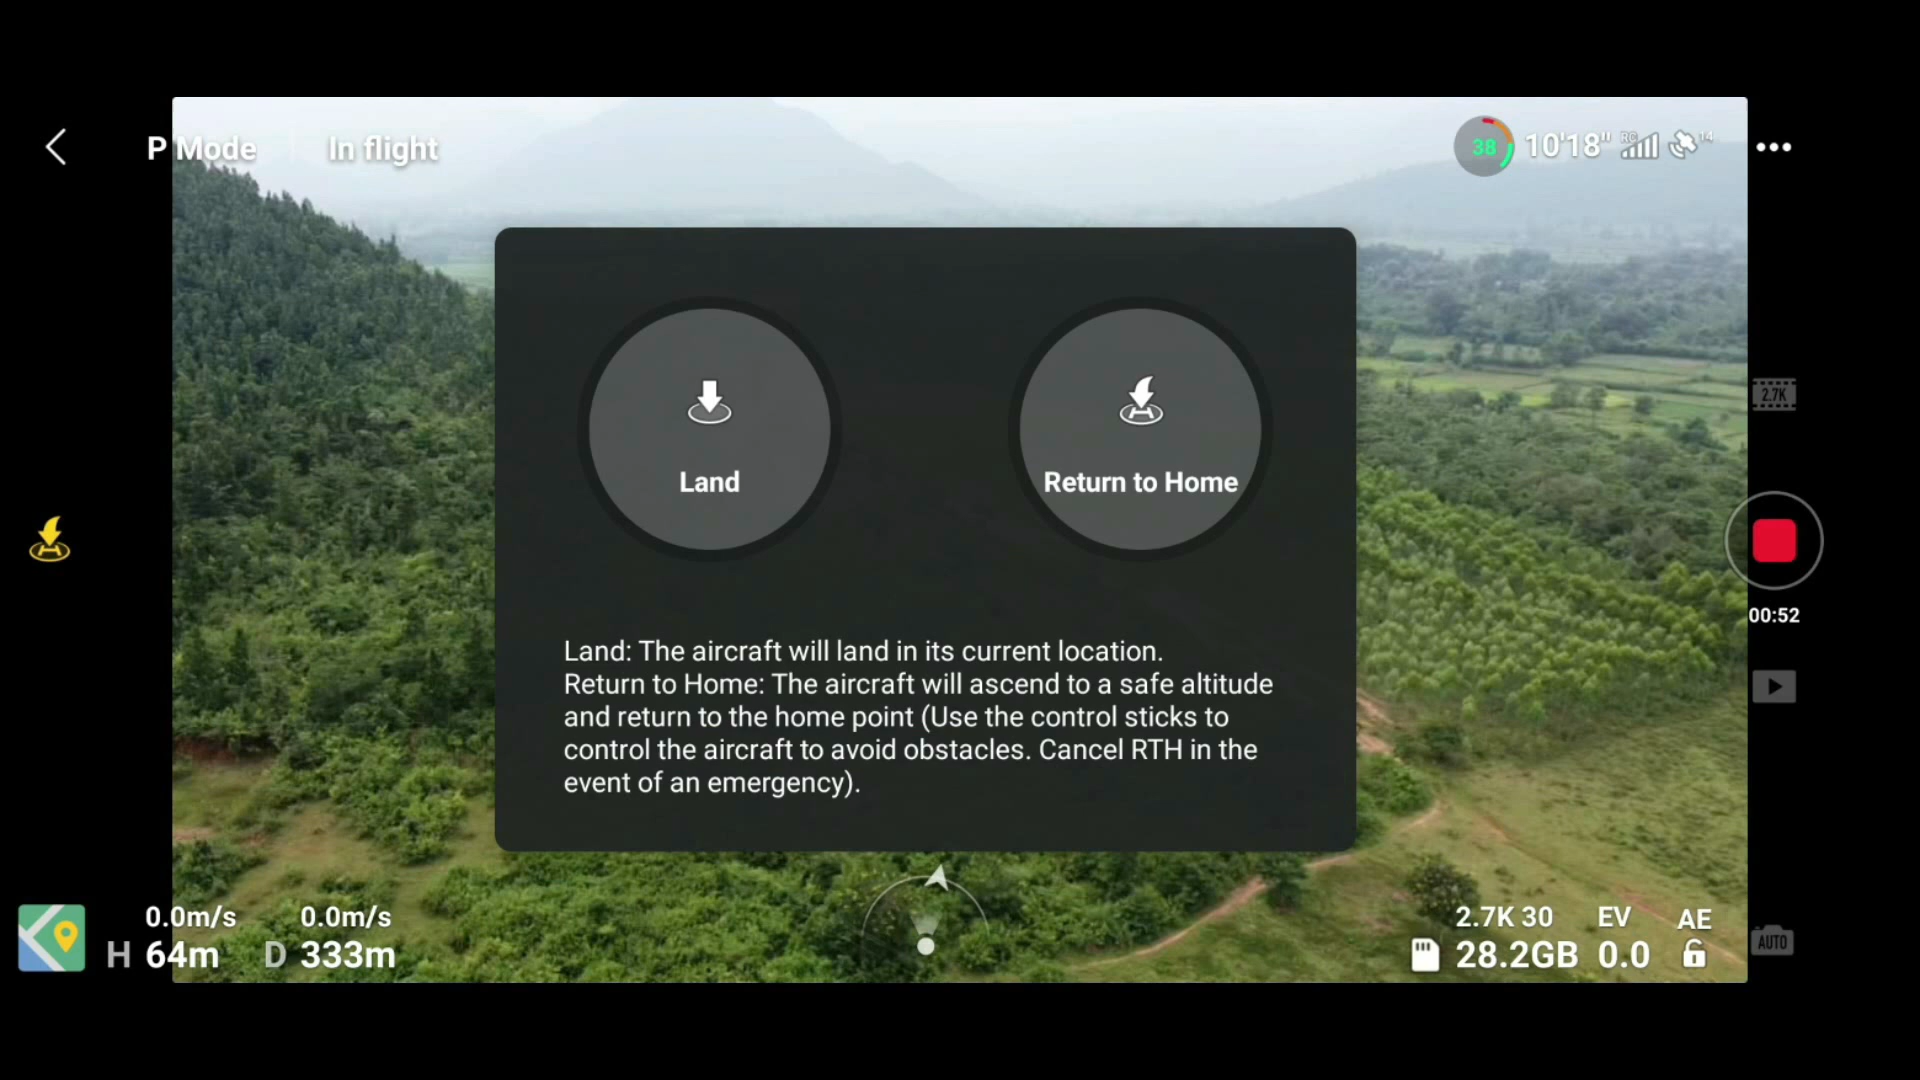 P Mode
In flight
38
10'18"
RC
14
Land
Return to Home
2.7K
00:52
Land: The aircraft will land in its current location.
Return to Home: The aircraft will ascend to a safe altitude
and return to the home point (Use the control sticks to
control the aircraft to avoid obstacles. Cancel RTH in the
event of an emergency).
0.0m/s
0.0m/s
H 64m
D 333m
2.7K 30
EV
AE
28.2GB
0.0
AUTO